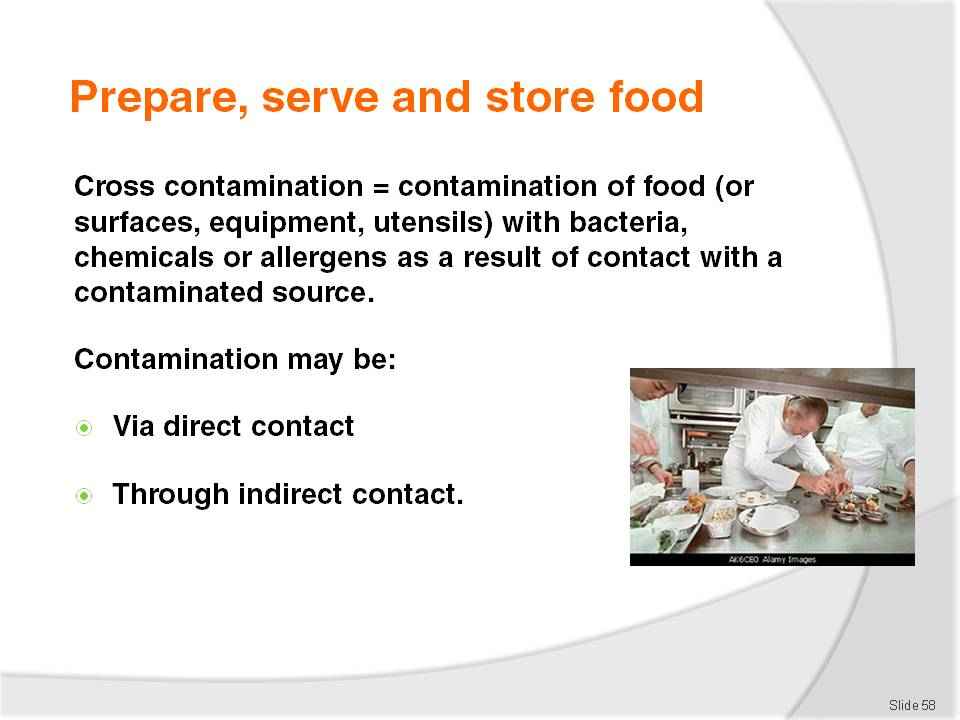 Prepare, serve and store food
Cross contamination = contamination of food (or
surfaces, equipment, utensils) with bacteria,
chemicals or allergens as a result of contact with a
contaminated source.
Contamination may be:
Via direct contact
Through indirect contact.
AK6CE0 Alamy Images
Slide 58